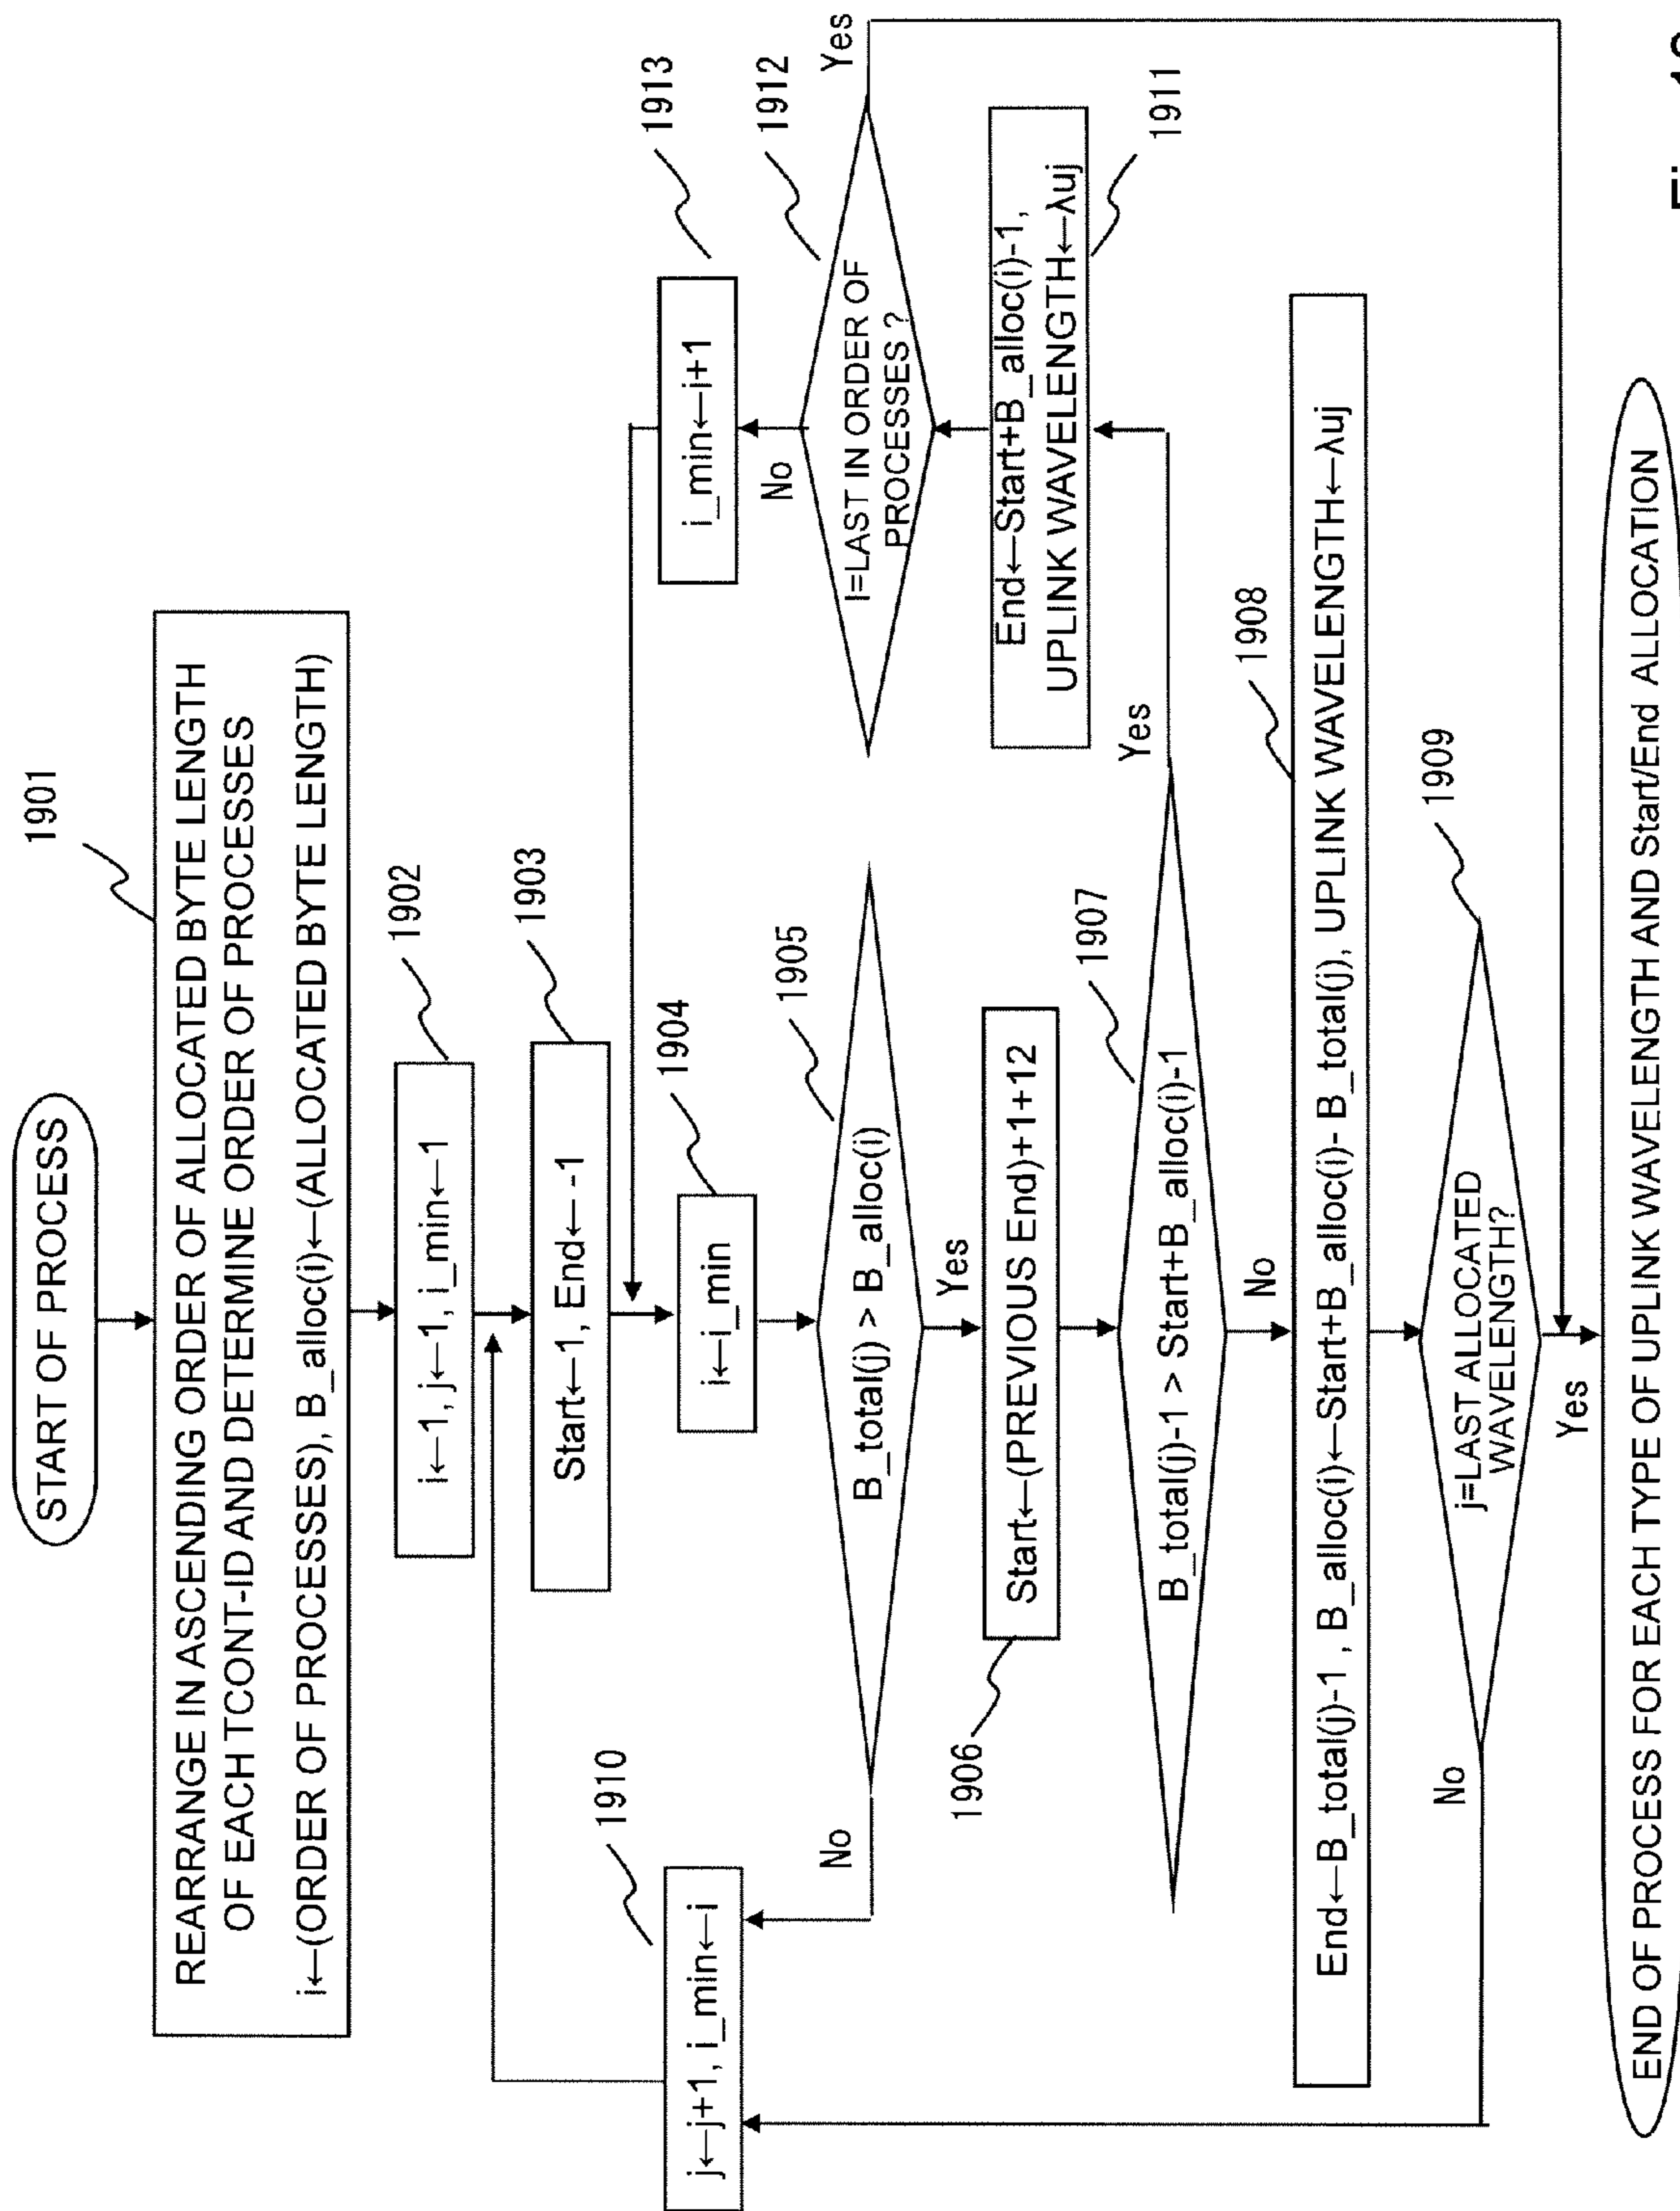 START OF PROCESS
1901
REARRANGE IN ASCENDING ORDER OF ALLOCATED BYTE LENGTH
OF EACH TCONT-ID AND DETERMINE ORDER OF PROCESSES
i←(ORDER OF PROCESSES), B_alloc(i)←(ALLOCATED BYTE LENGTH)
1902
i←1, j←1, i_min←1
1903
Start←1, End←-1
1904
i←i_min
1910
j←j+1, i_min←i
1913
i_min←i+1
1905
B_total(j) > B_alloc(i)
No
Yes
1912
I=LAST IN ORDER OF
PROCESSES ?
No
Yes
1906
Start←(PREVIOUS End)+1+12
1911
End←Start+B_alloc(i)-1,
UPLINK WAVELENGTH←λuj
1907
B_total(j)-1 > Start+B_alloc(i)-1
Yes
No
1908
End←B_total(j)-1 , B_alloc(i)←Start+B_alloc(i)- B_total(j), UPLINK WAVELENGTH←λuj
1909
j=LAST ALLOCATED
WAVELENGTH?
No
Yes
END OF PROCESS FOR EACH TYPE OF UPLINK WAVELENGTH AND Start/End ALLOCATION